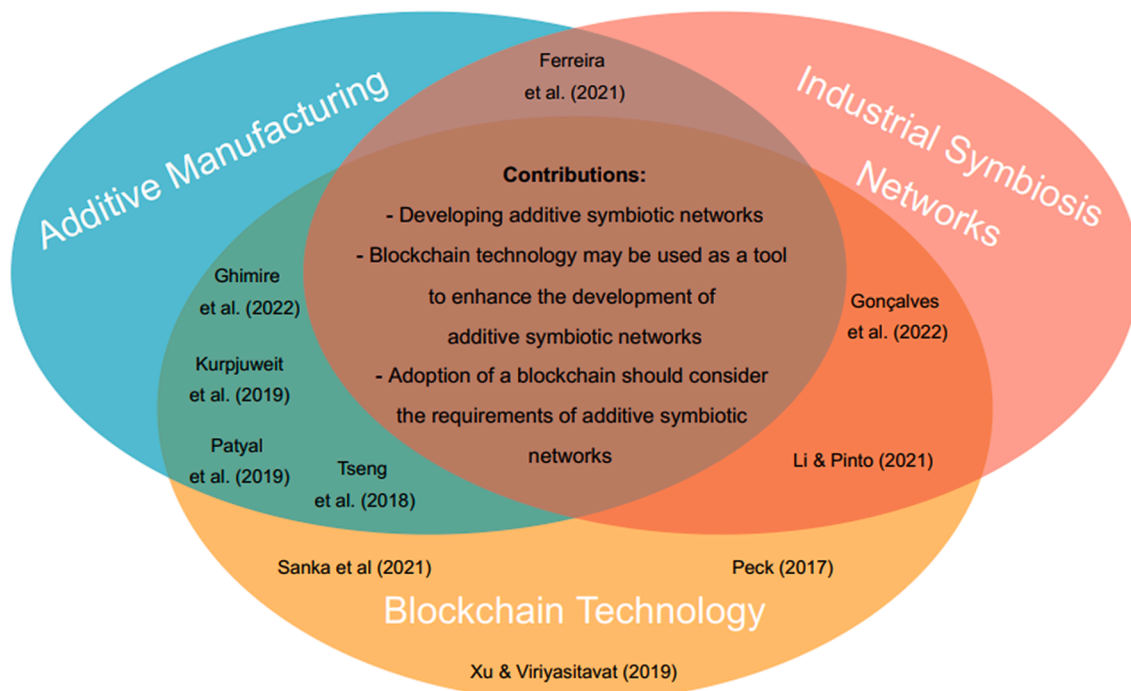 Additive Manufacturing
Industrial Symbiosis
Networks
Ferreira
et al. (2021)
Contributions:
- Developing additive symbiotic networks
- Blockchain technology may be used as a tool
to enhance the development of
additive symbiotic networks
- Adoption of a blockchain should consider
the requirements of additive symbiotic
networks
Ghimire
et al. (2022)
Kurpjuweit
et al. (2019)
Patyal
et al. (2019)
Tseng
et al. (2018)
Gonçalves
et al. (2022)
Li & Pinto (2021)
Sanka et al (2021)
Peck (2017)
Blockchain Technology
Xu & Viriyasitavat (2019)